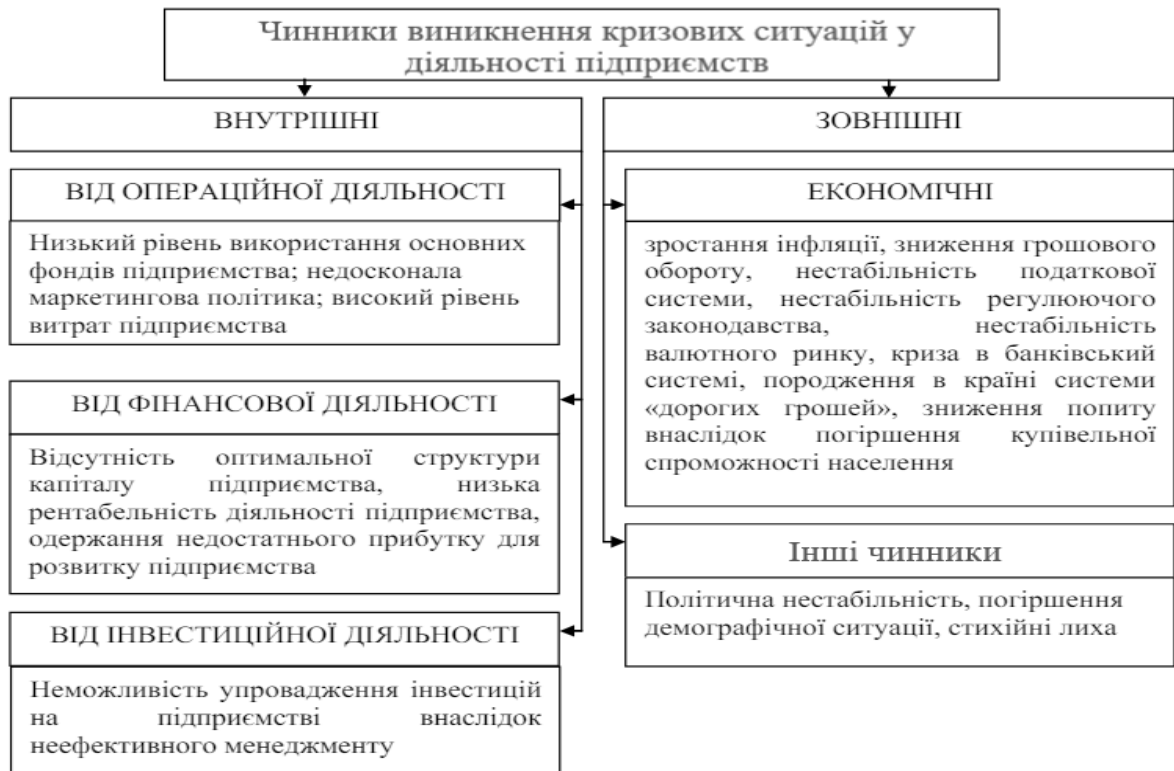 Чинники виникнення кризових ситуацій у
діяльності підприємств
ВНУТРІШНІ
ВІД ОПЕРАЦІЙНОЇ ДІЯЛЬНОСТІ
Низький рівень використання основних
фондів підприємства; недосконала
маркетингова політика; високий рівень
витрат підприємства
ВІД ФІНАНСОВОЇ ДІЯЛЬНОСТІ
Відсутність оптимальної структури
капіталу підприємства, низька
рентабельність діяльності підприємства,
одержання недостатнього прибутку для
розвитку підприємства
ВІД ІНВЕСТИЦІЙНОЇ ДІЯЛЬНОСТІ
Неможливість упровадження інвестицій
на підприємстві внаслідок
неефективного менеджменту
ЗОВНІШНІ
ЕКОНОМІЧНІ
зростання інфляції, зниження грошового
обороту, нестабільність податкової
системи, нестабільність регулюючого
законодавства, нестабільність
валютного ринку, криза в банківський
системі, породження в країні системи
«дорогих грошей», зниження попиту
внаслідок погіршення купівельної
спроможності населення
Інші чинники
Політична нестабільність, погіршення
демографічної ситуації, стихійні лиха